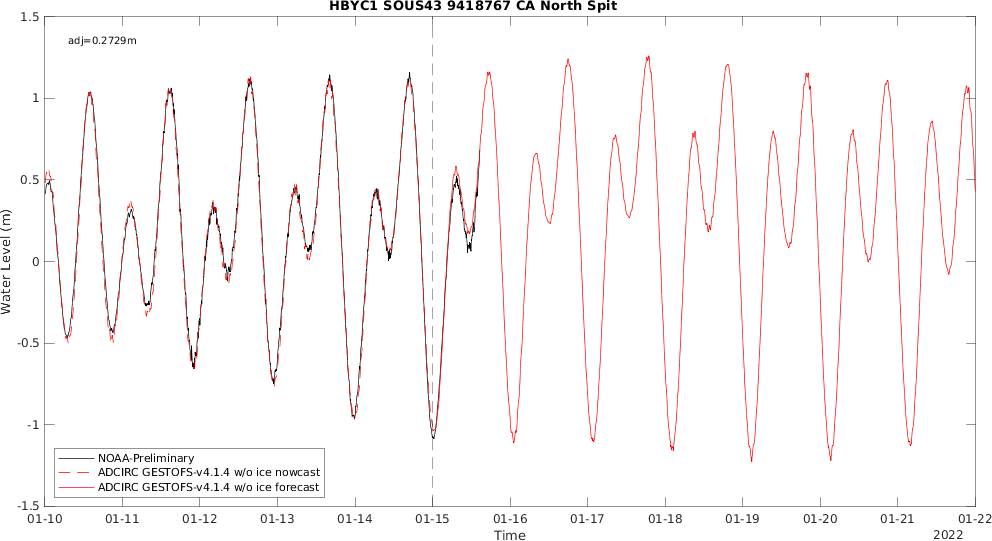 HBYC1 SOUS43 9418767 CA North Spit
adj=0.2729m
1.5
1
0.5
0
-0.5
-1
-1.5
Water Level (m)
NOAA-Preliminary
ADCIRC GESTOFS-v4.1.4 w/o ice nowcast
ADCIRC GESTOFS-v4.1.4 w/o ice forecast
01-10 01-11 01-12 01-13 01-14 01-15 01-16 01-17 01-18 01-19 01-20 01-21 01-22
Time
2022